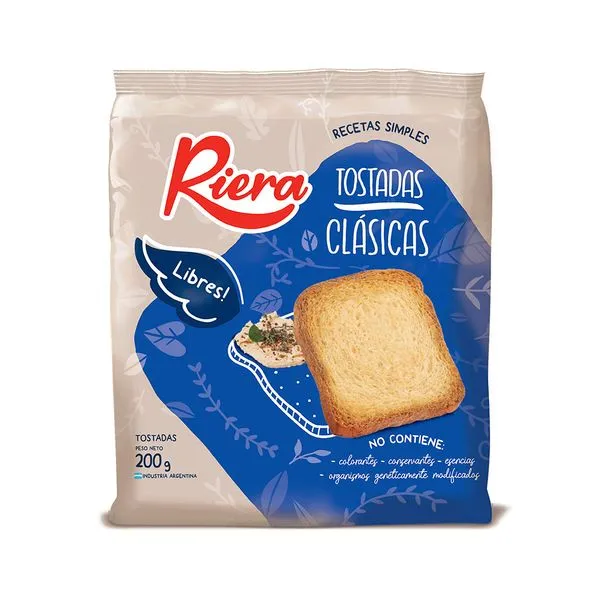 RECETAS SIMPLES
Riera
TOSTADAS
CLÁSICAS
Libres!
NO CONTIENE:
- colorantes - conservantes - esencias
- organismos genéticamente modificados
TOSTADAS
PESO NETO
200g
INDUSTRIA ARGENTINA